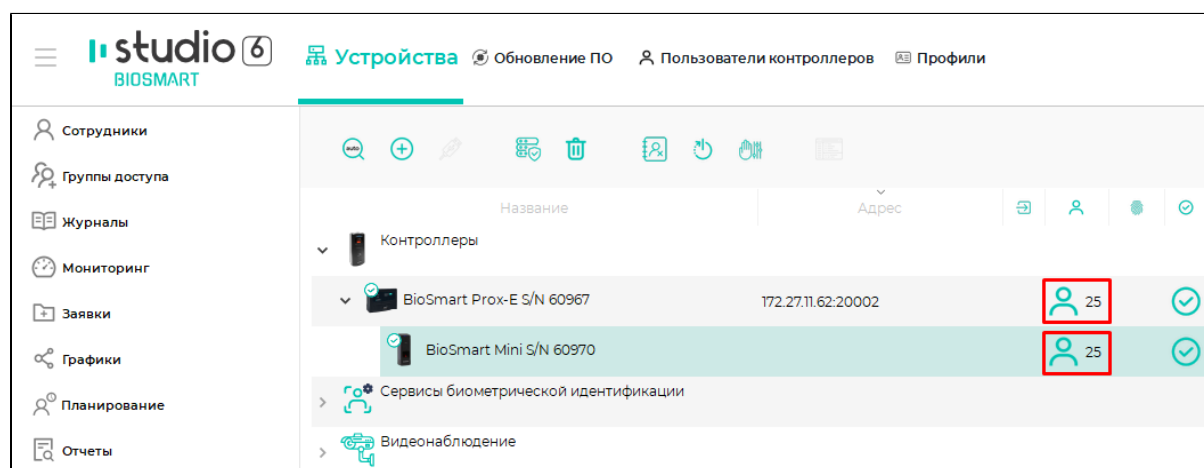 studio 6
BIOSMART
Устройства
Обновление ПО
Пользователи контроллеров
Профили
Сотрудники
Группы доступа
Журналы
Мониторинг
Заявки
Графики
Планирование
Отчеты
auto
Название
Адрес
Контроллеры
BioSmart Prox-E S/N 60967
172.27.11.62:20002
25
BioSmart Mini S/N 60970
25
Сервисы биометрической идентификации
Видеонаблюдение